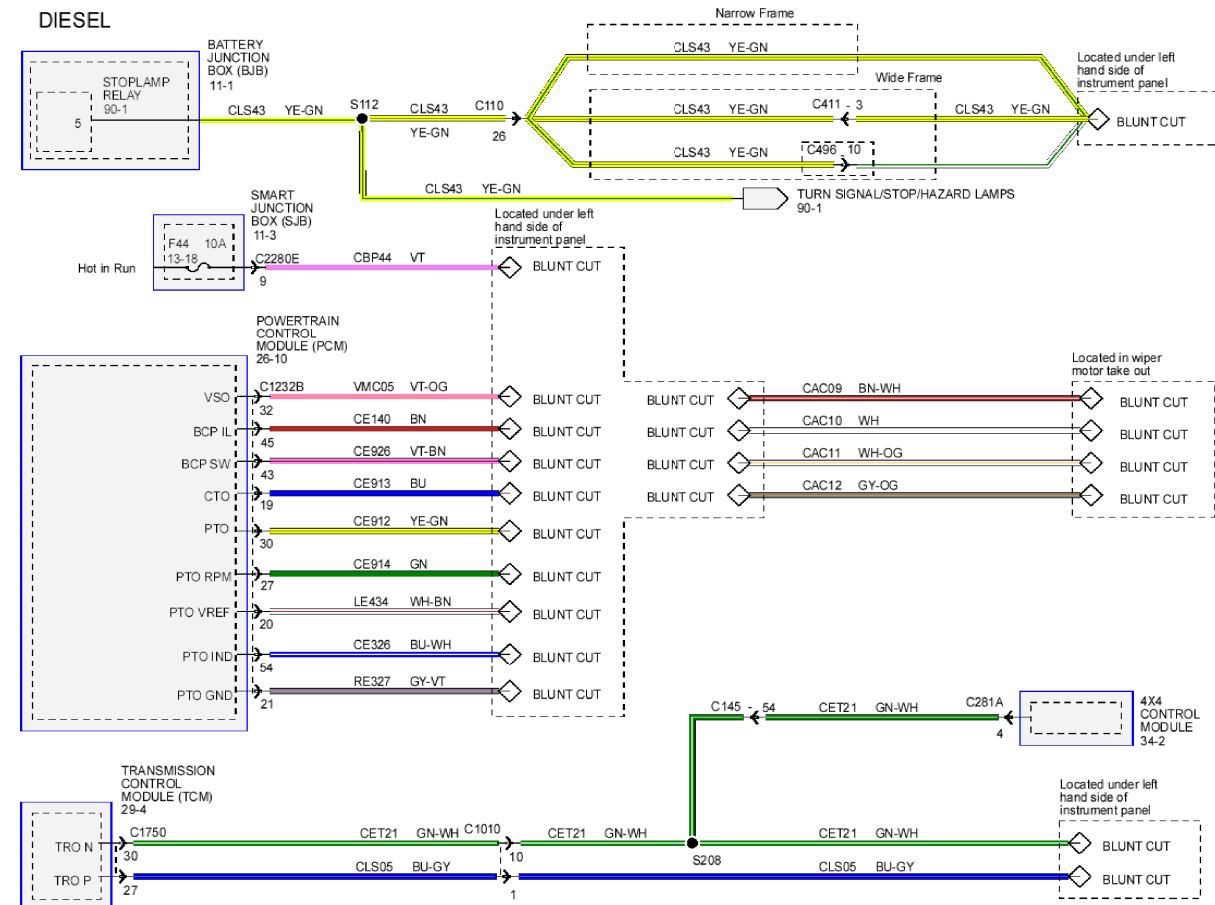 DIESEL
BATTERY
JUNCTION
BOX (BJB)
11-1
STOPLAMP
RELAY
90-1
5
CLS43 YE-GN
S112
CLS43
YE-GN
C110
26
Narrow Frame
CLS43 YE-GN
Wide Frame
CLS43 YE-GN
C411 - 3
CLS43 YE-GN
CLS43 YE-GN
C496 10
Located under left
hand side of
instrument panel
BLUNT CUT
CLS43 YE-GN
TURN SIGNAL/STOP/HAZARD LAMPS
90-1
SMART
JUNCTION
BOX (SJB)
11-3
F44 10A
13-18
Hot in Run
C2280E
9
CBP44 VT
Located under left
hand side of
instrument panel
BLUNT CUT
POWERTRAIN
CONTROL
MODULE (PCM)
26-10
VSO
C1232B
32
VMC05 VT-OG
BLUNT CUT
BCP IL
45
CE140 BN
BLUNT CUT
BCP SW
43
CE926 VT-BN
BLUNT CUT
CTO
19
CE913 BU
BLUNT CUT
PTO
30
CE912 YE-GN
BLUNT CUT
PTO RPM
27
CE914 GN
BLUNT CUT
PTO VREF
20
LE434 WH-BN
BLUNT CUT
PTO IND
54
CE326 BU-WH
BLUNT CUT
PTO GND
21
RE327 GY-VT
BLUNT CUT
Located in wiper
motor take out
BLUNT CUT
CAC09 BN-WH
BLUNT CUT
BLUNT CUT
CAC10 WH
BLUNT CUT
BLUNT CUT
CAC11 WH-OG
BLUNT CUT
BLUNT CUT
CAC12 GY-OG
BLUNT CUT
C145 - 54
CET21 GN-WH
C281A
4
4X4
CONTROL
MODULE
34-2
TRANSMISSION
CONTROL
MODULE (TCM)
29-4
TRO N
C1750
30
CET21 GN-WH
C1010
10
CET21 GN-WH
S208
CET21 GN-WH
Located under left
hand side of
instrument panel
BLUNT CUT
TRO P
27
CLS05 BU-GY
1
CLS05 BU-GY
BLUNT CUT